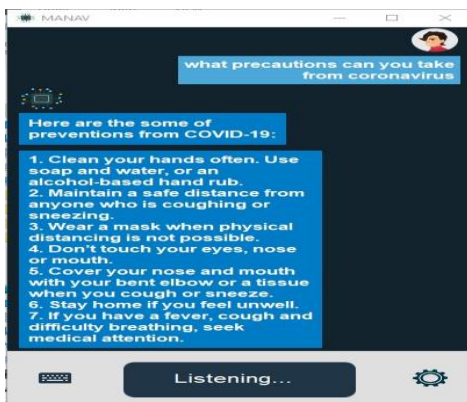 MANAV
what precautions can you take
from coronavirus
Here are the some of
preventions from COVID-19:
1. Clean your hands often. Use
soap and water, or an
alcohol-based hand rub.
2. Maintain a safe distance from
anyone who is coughing or
sneezing.
3. Wear a mask when physical
distancing is not possible.
4. Don't touch your eyes, nose
or mouth.
5. Cover your nose and mouth
with your bent elbow or a tissue
when you cough or sneeze.
6. Stay home if you feel unwell.
7. If you have a fever, cough and
difficulty breathing, seek
medical attention.
Listening...